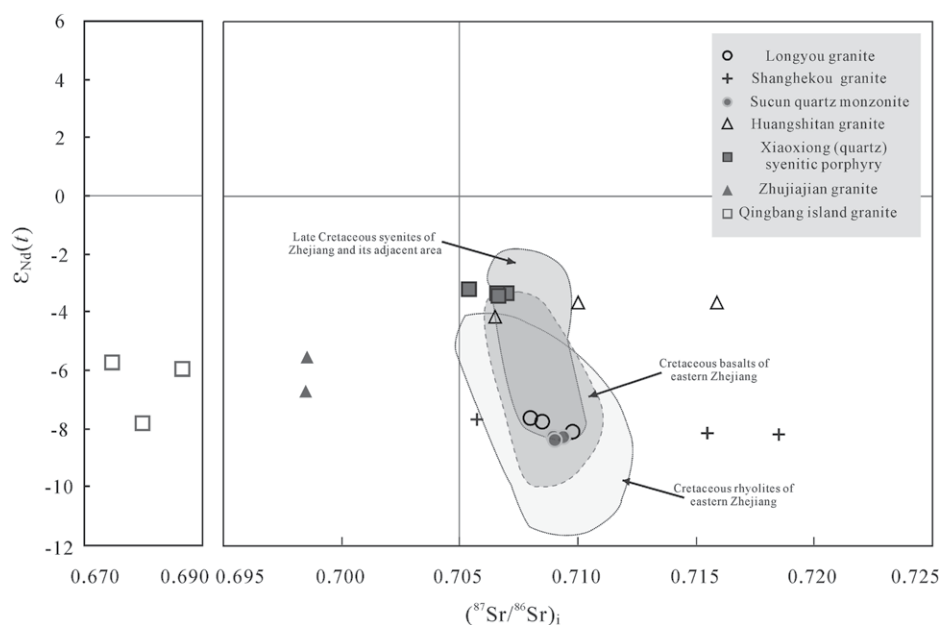 6
4
2
0
-2
-4
-6
-8
-10
-12
εNd(t)
Longyou granite
Shanghekou granite
Sucun quartz monzonite
Huangshitan granite
Xiaoxiong (quartz)
syenitic porphyry
Zhujiajian granite
Qingbang island granite
Late Cretaceous syenites of
Zhejiang and its adjacent area
Cretaceous basalts of
eastern Zhejiang
Cretaceous rhyolites of
eastern Zhejiang
0.670 0.690 0.695 0.700 0.705 0.710 0.715 0.720 0.725
(⁸⁷Sr/⁸⁶Sr)i